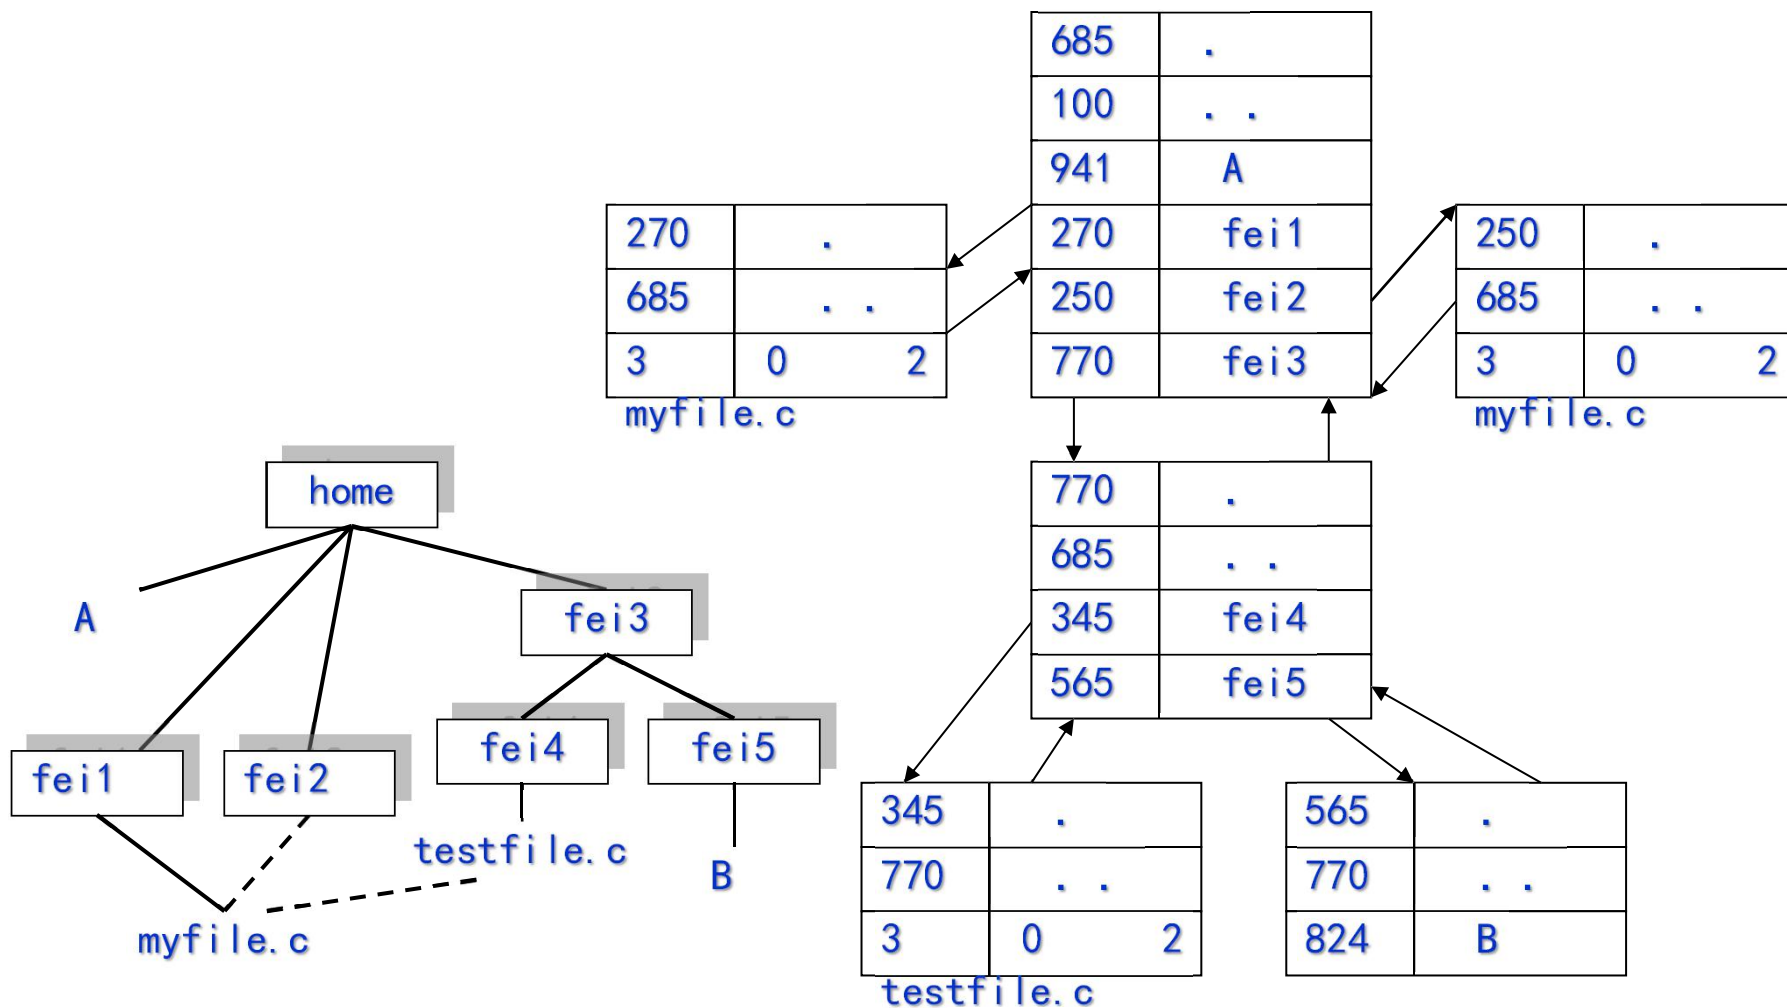 685 .
100 . .
941 A
270 fei1
250 fei2
770 fei3
270 .
685 . .
3 0 2
myfile.c
250 .
685 . .
3 0 2
myfile.c
770 .
685 . .
345 fei4
565 fei5
345 .
770 . .
3 0 2
testfile.c
565 .
770 . .
824 B
home
A
fei3
fei1
fei2
fei4
fei5
testfile.c
B
myfile.c